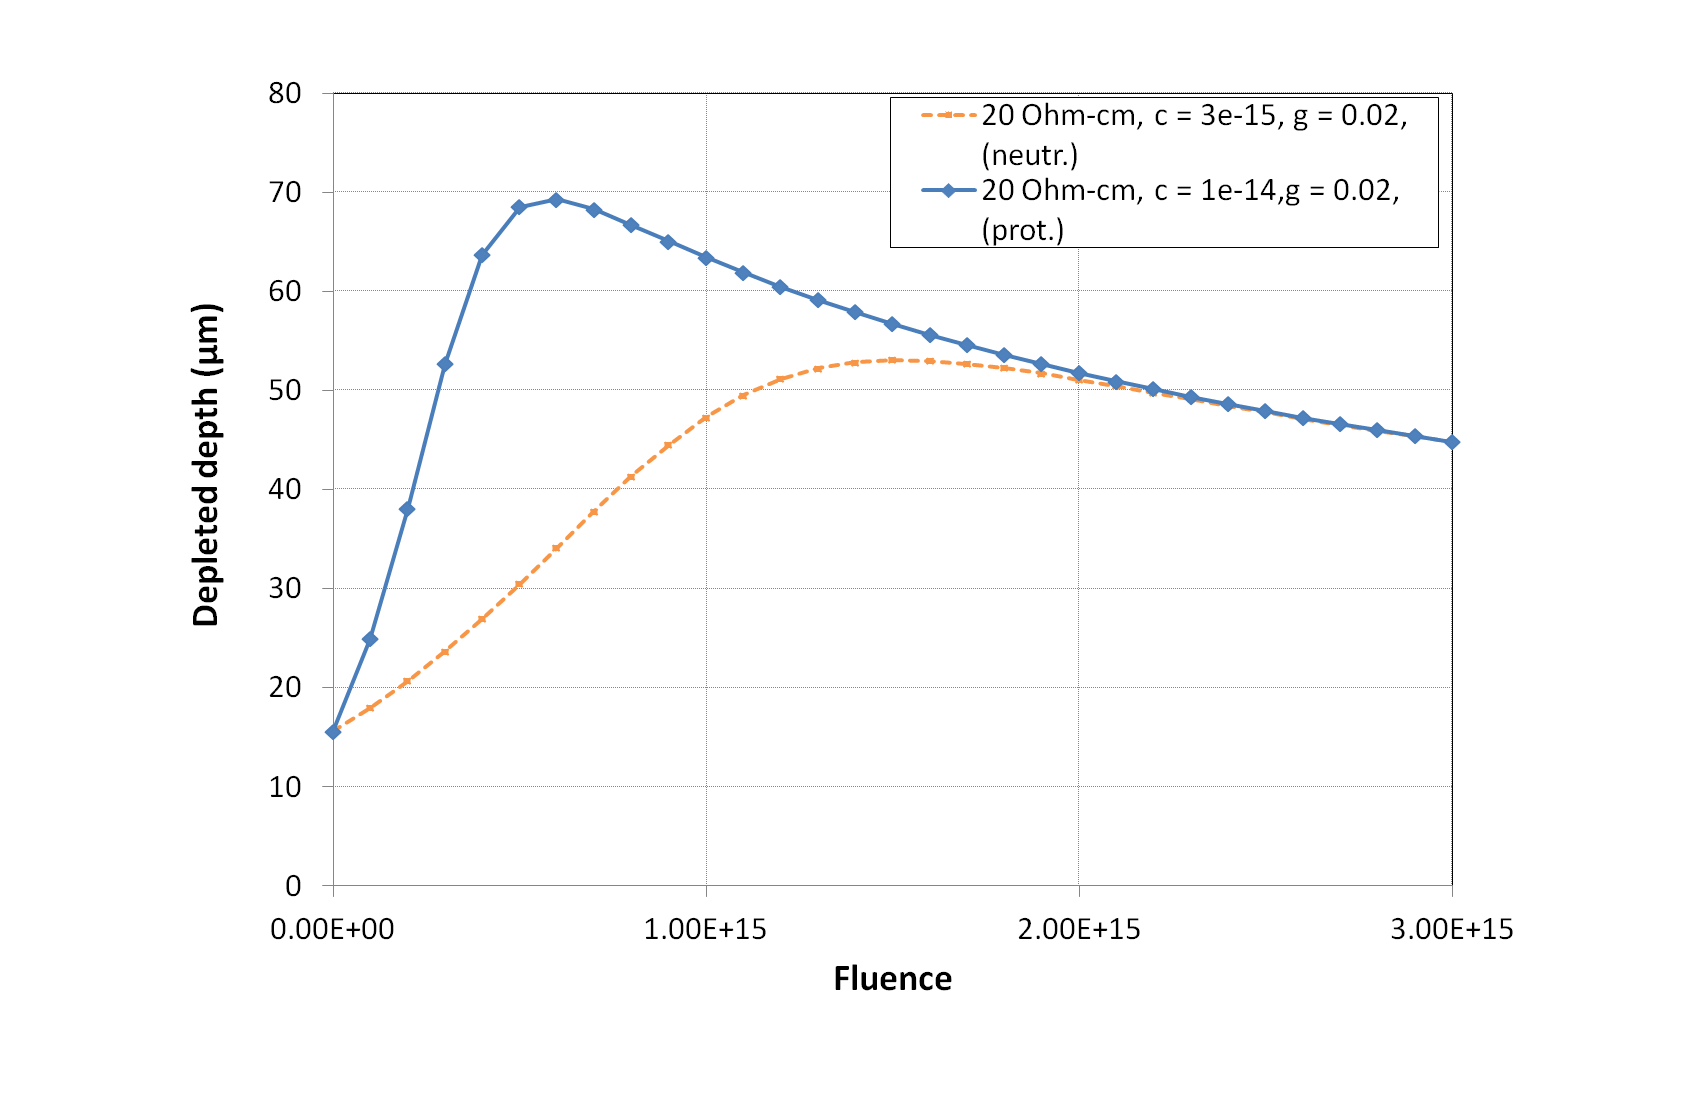 80
70
60
50
40
30
20
10
0
Depleted depth (µm)
20 Ohm-cm, c = 3e-15, g = 0.02,
(neutr.)
20 Ohm-cm, c = 1e-14,g = 0.02,
(prot.)
0.00E+00 1.00E+15 2.00E+15 3.00E+15
Fluence